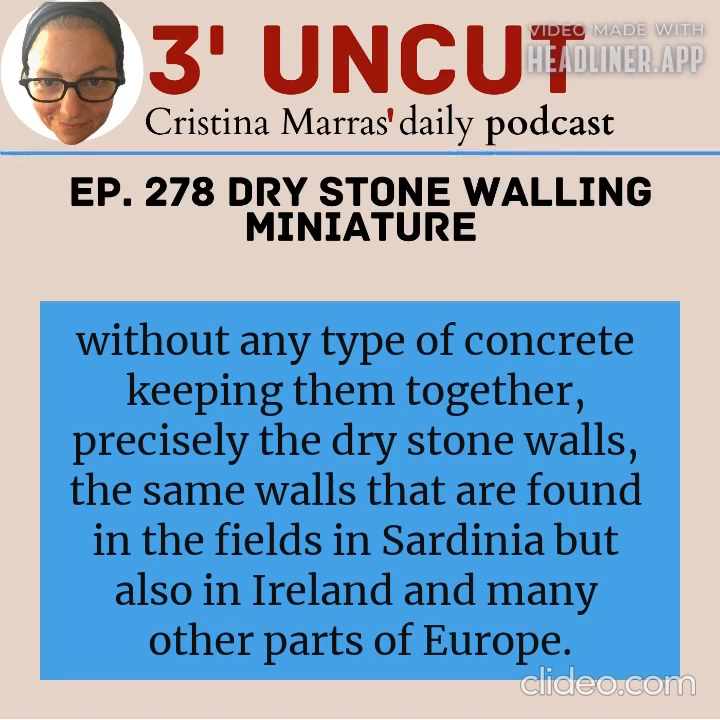 3' UNCUT
VIDEO MADE WITH
HEADLINER.APP
Cristina Marras'daily podcast
EP. 278 DRY STONE WALLING
MINIATURE
without any type of concrete
keeping them together,
precisely the dry stone walls,
the same walls that are found
in the fields in Sardinia but
also in Ireland and many
other parts of Europe.
clideo.com